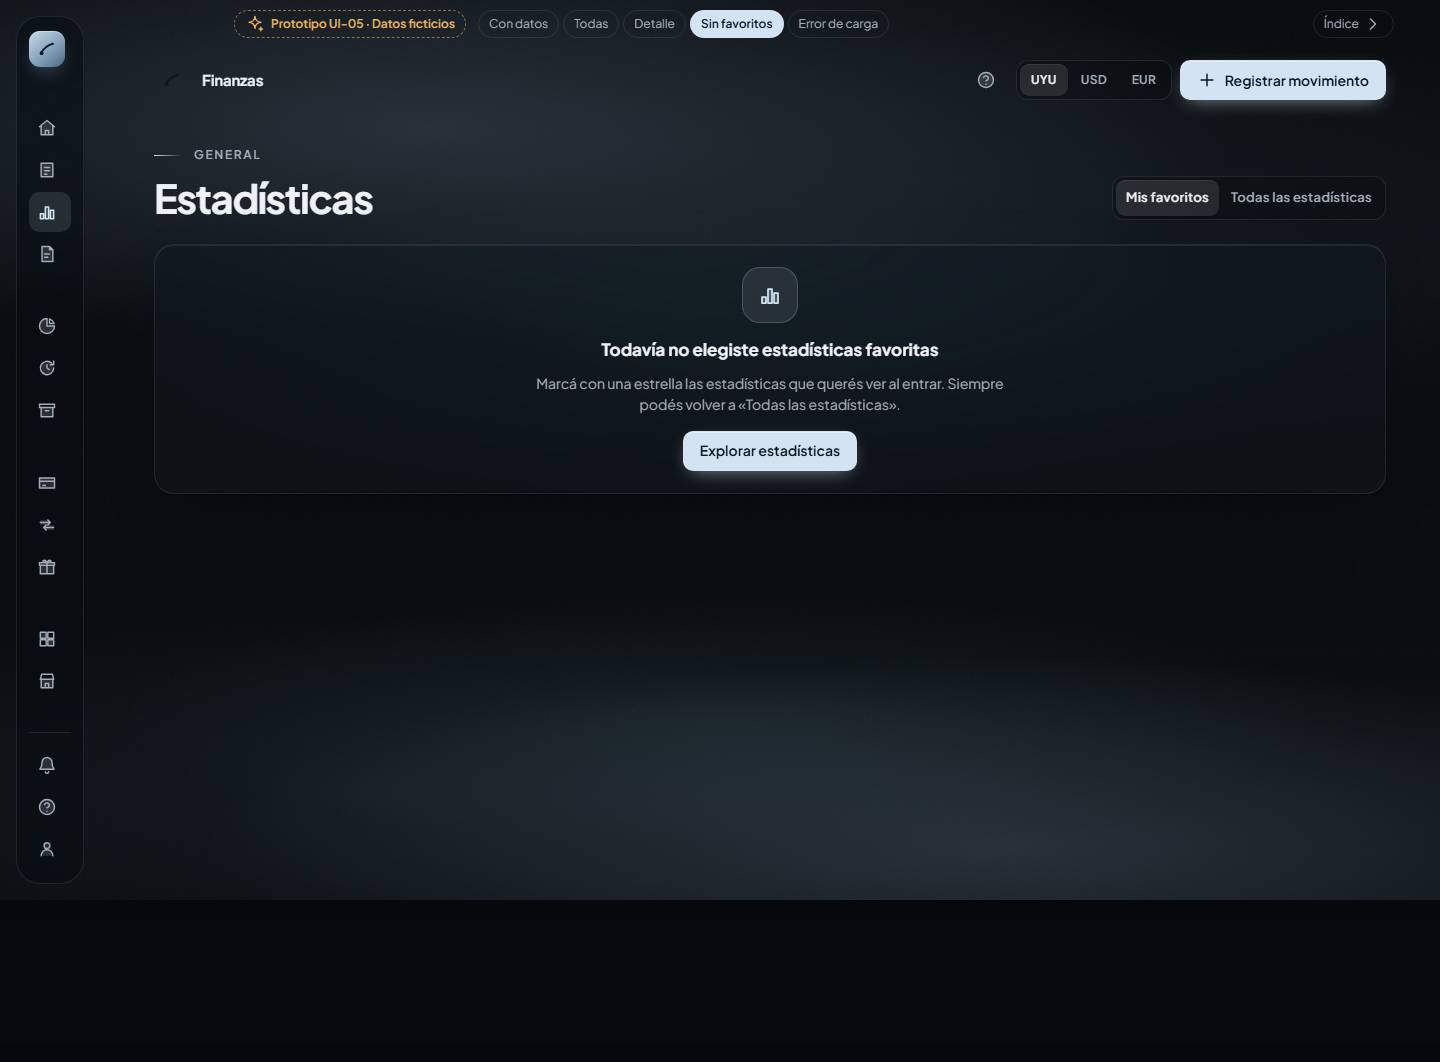 Prototipo UI-05 · Datos ficticios
Con datos
Todas
Detalle
Sin favoritos
Error de carga
Índice
Finanzas
UYU
USD
EUR
Registrar movimiento
GENERAL
Estadísticas
Mis favoritos
Todas las estadísticas
Todavía no elegiste estadísticas favoritas
Marcá con una estrella las estadísticas que querés ver al entrar. Siempre
podés volver a «Todas las estadísticas».
Explorar estadísticas